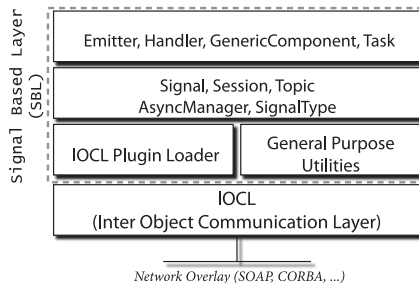 Signal Based Layer
(SBL)
Emitter, Handler, GenericComponent, Task
Signal, Session, Topic
AsyncManager, SignalType
IOCL Plugin Loader
General Purpose
Utilities
IOCL
(Inter Object Communication Layer)
Network Overlay (SOAP, CORBA, ...)